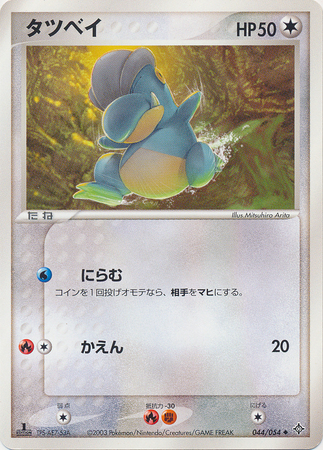 タツベイ HP50
たね
Illus. Mitsuhiro Arita
にらむ
コインを1回投げオモテなら、相手をマヒにする。
かえん 20
弱点 抵抗力 -30 にげる
1
©2003 Pokémon/Nintendo/Creatures/GAME FREAK 044/054 ◆